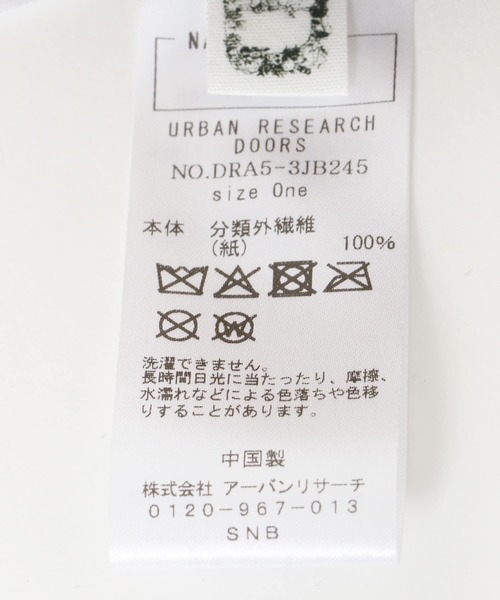 NA
URBAN RESEARCH
DOORS
NO.DRA5-3JB245
size One
本体 分類外繊維
(紙) 100%
洗濯できません。
長時間日光に当たったり、摩擦、
水濡れなどによる色落ちや色移
りすることがあります。
中国製
株式会社 アーバンリサーチ
0120-967-013
SNB